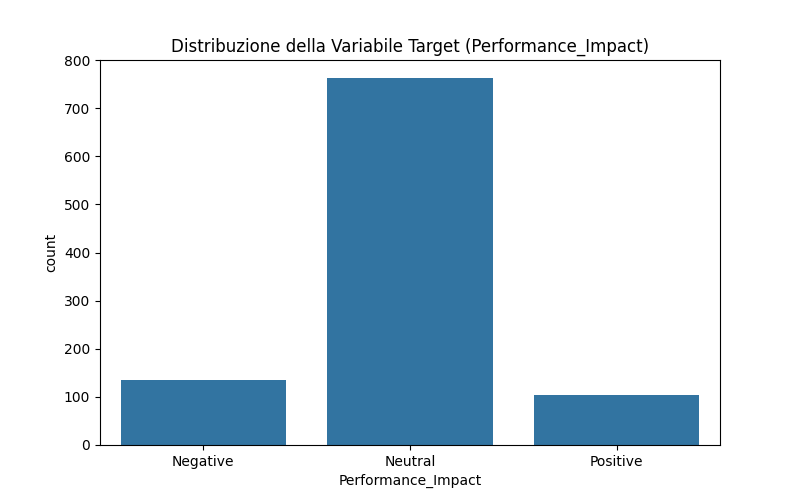 Distribuzione della Variabile Target (Performance_Impact)
800
700
600
500
400
300
200
100
0
count
Negative
Neutral
Positive
Performance_Impact